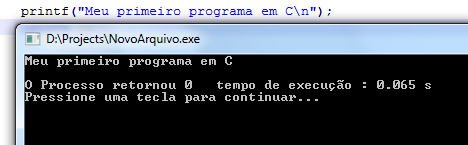 printf("Meu primeiro programa em C\n");
D:\Projects\NovoArquivo.exe
Meu primeiro programa em C
O Processo retornou 0   tempo de execução : 0.065 s
Pressione uma tecla para continuar...